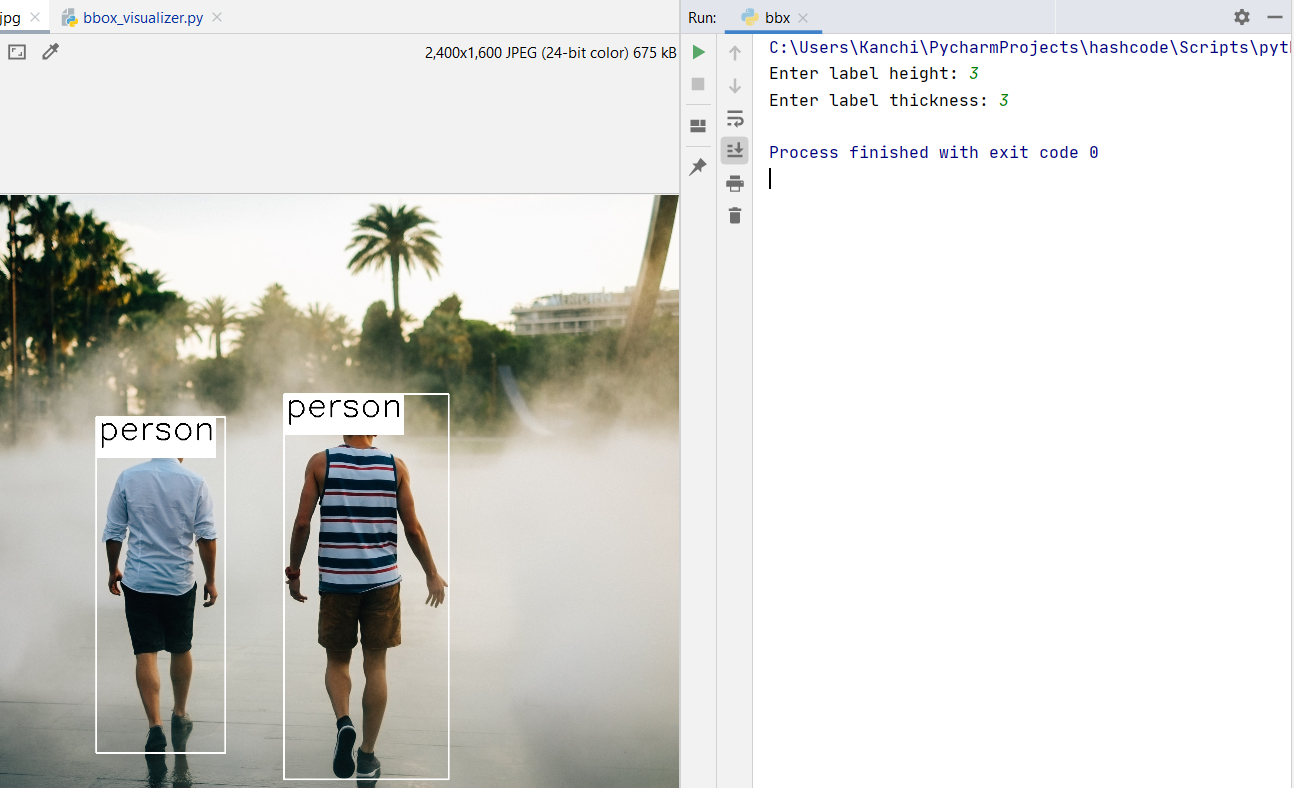 jpg
bbox_visualizer.py
Run:
bbx
2,400x1,600 JPEG (24-bit color) 675 kB
C:\Users\Kanchi\PycharmProjects\hashcode\Scripts\pyt
Enter label height: 3
Enter label thickness: 3
Process finished with exit code 0
person
person